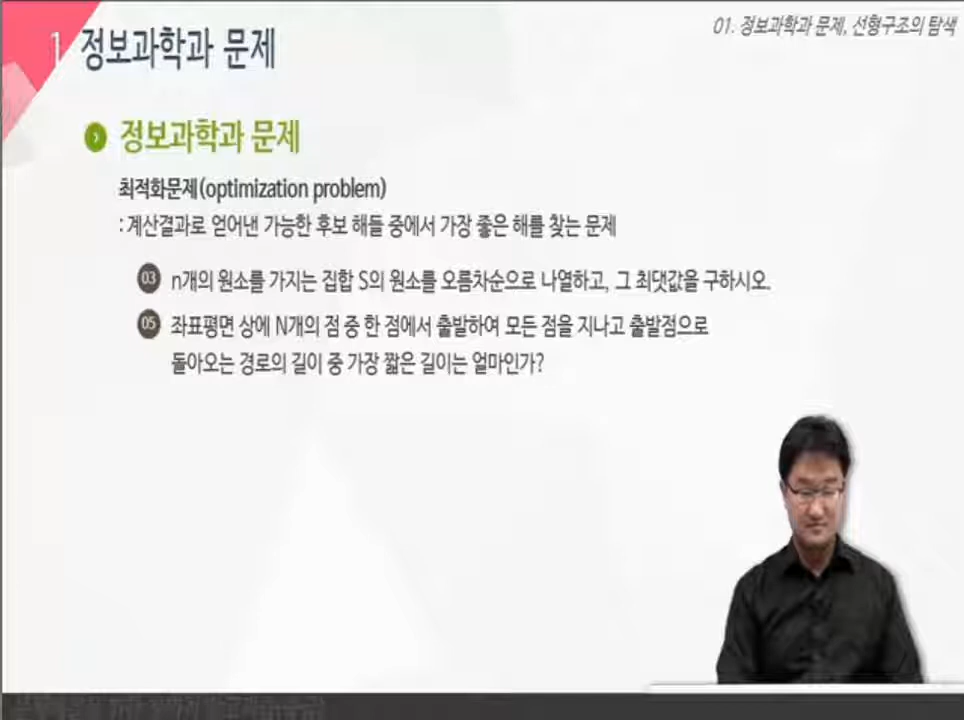 01. 정보과학과 문제, 선형구조의 탐색
1 정보과학과 문제
정보과학과 문제
최적화문제(optimization problem)
: 계산결과로 얻어낸 가능한 후보 해들 중에서 가장 좋은 해를 찾는 문제
03 n개의 원소를 가지는 집합 S의 원소를 오름차순으로 나열하고, 그 최댓값을 구하시오.
05 좌표평면 상에 N개의 점 중 한 점에서 출발하여 모든 점을 지나고 출발점으로
돌아오는 경로의 길이 중 가장 짧은 길이는 얼마인가?